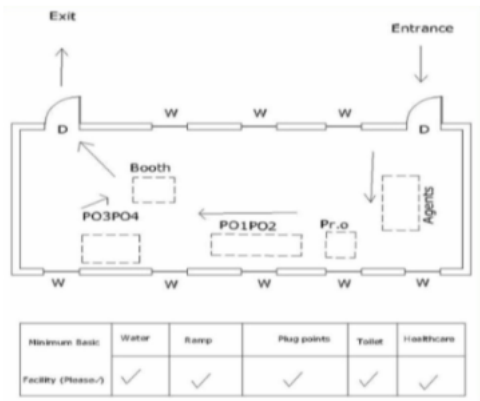 Exit
Entrance
W W W
D D
Booth
Agents
PO3PO4
PO1PO2 Pr.o
W W W W W
Minimum Basic Water Ramp Plug points Toilet Healthcare
Facility (Please✓) ✓ ✓ ✓ ✓ ✓